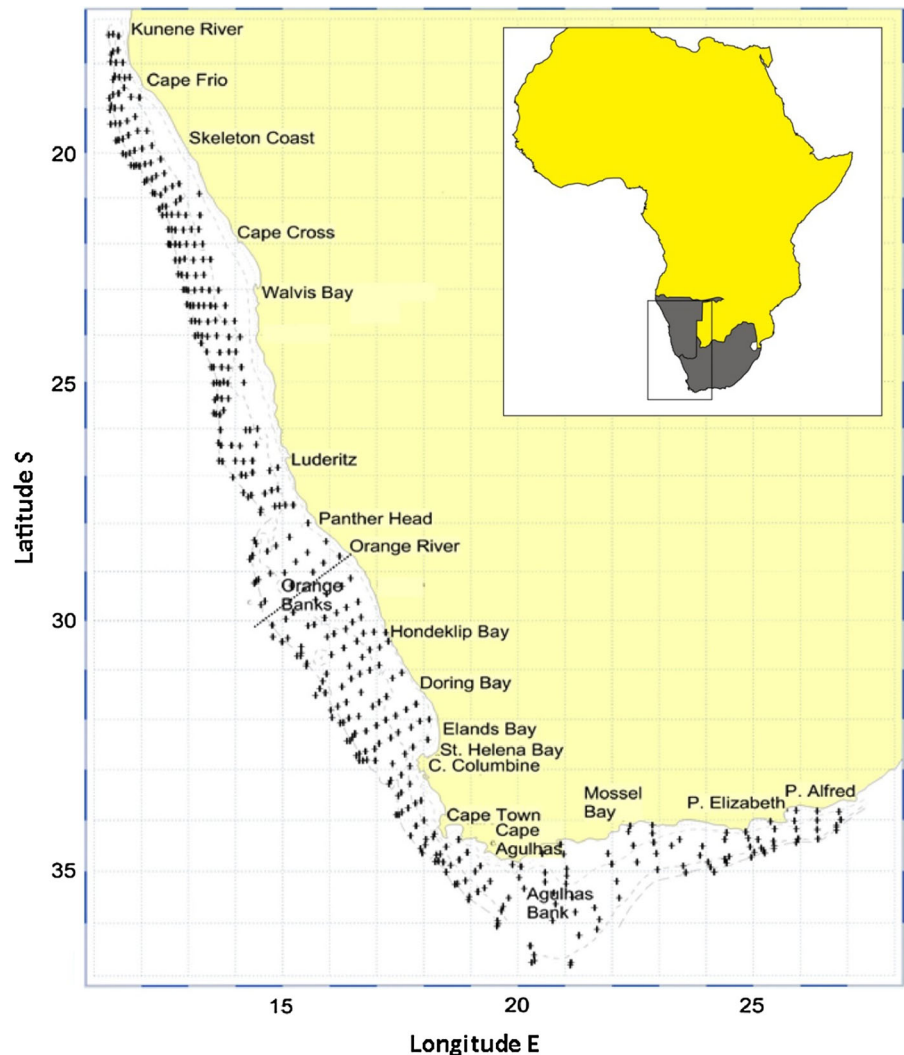 Kunene River
Cape Frio
Skeleton Coast
20
Cape Cross
Walvis Bay
25
Luderitz
Panther Head
Orange River
Orange
Banks
30
Hondeklip Bay
Doring Bay
Elands Bay
St. Helena Bay
C. Columbine
Mossel
Bay
P. Elizabeth
P. Alfred
Cape Town
Cape
Agulhas
35
Agulhas
Bank
Latitude S
15
20
25
Longitude E